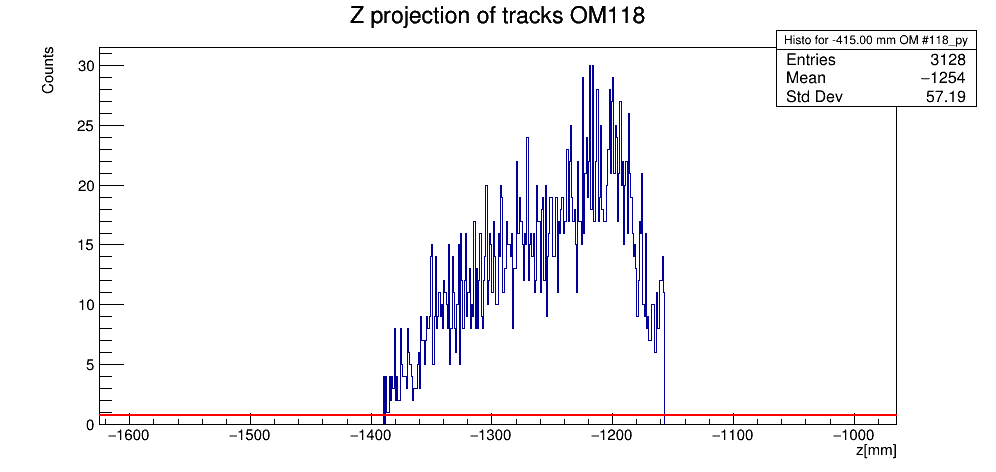 Z projection of tracks OM118
Histo for -415.00 mm OM #118_py
Entries 3128
Mean −1254
Std Dev 57.19
Counts
30
25
20
15
10
5
0
−1600 −1500 −1400 −1300 −1200 −1100 −1000
z[mm]